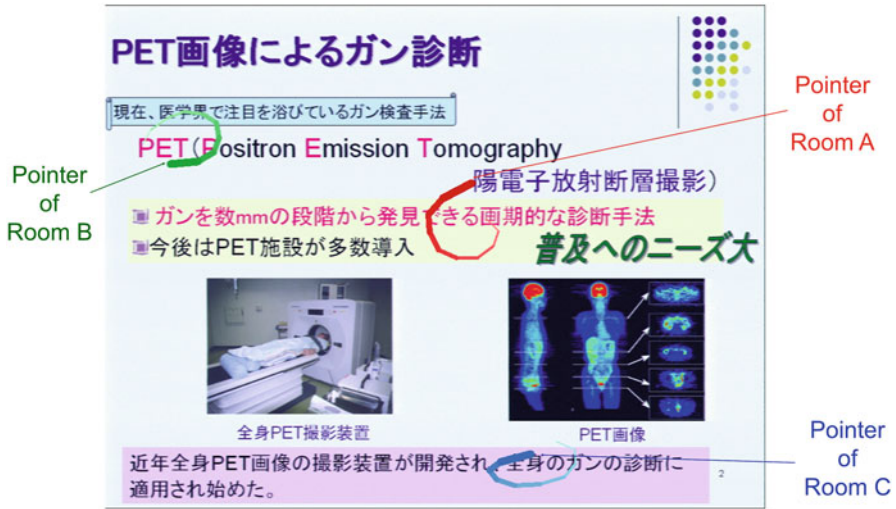 PET画像によるガン診断
現在、医学界で注目を浴びているガン検査手法
PET(Positron Emission Tomography
陽電子放射断層撮影)
ガンを数mmの段階から発見できる画期的な診断手法
今後はPET施設が多数導入
普及へのニーズ大
全身PET撮影装置
PET画像
近年全身PET画像の撮影装置が開発され、全身のガンの診断に
適用され始めた。
2
Pointer
of
Room A
Pointer
of
Room B
Pointer
of
Room C